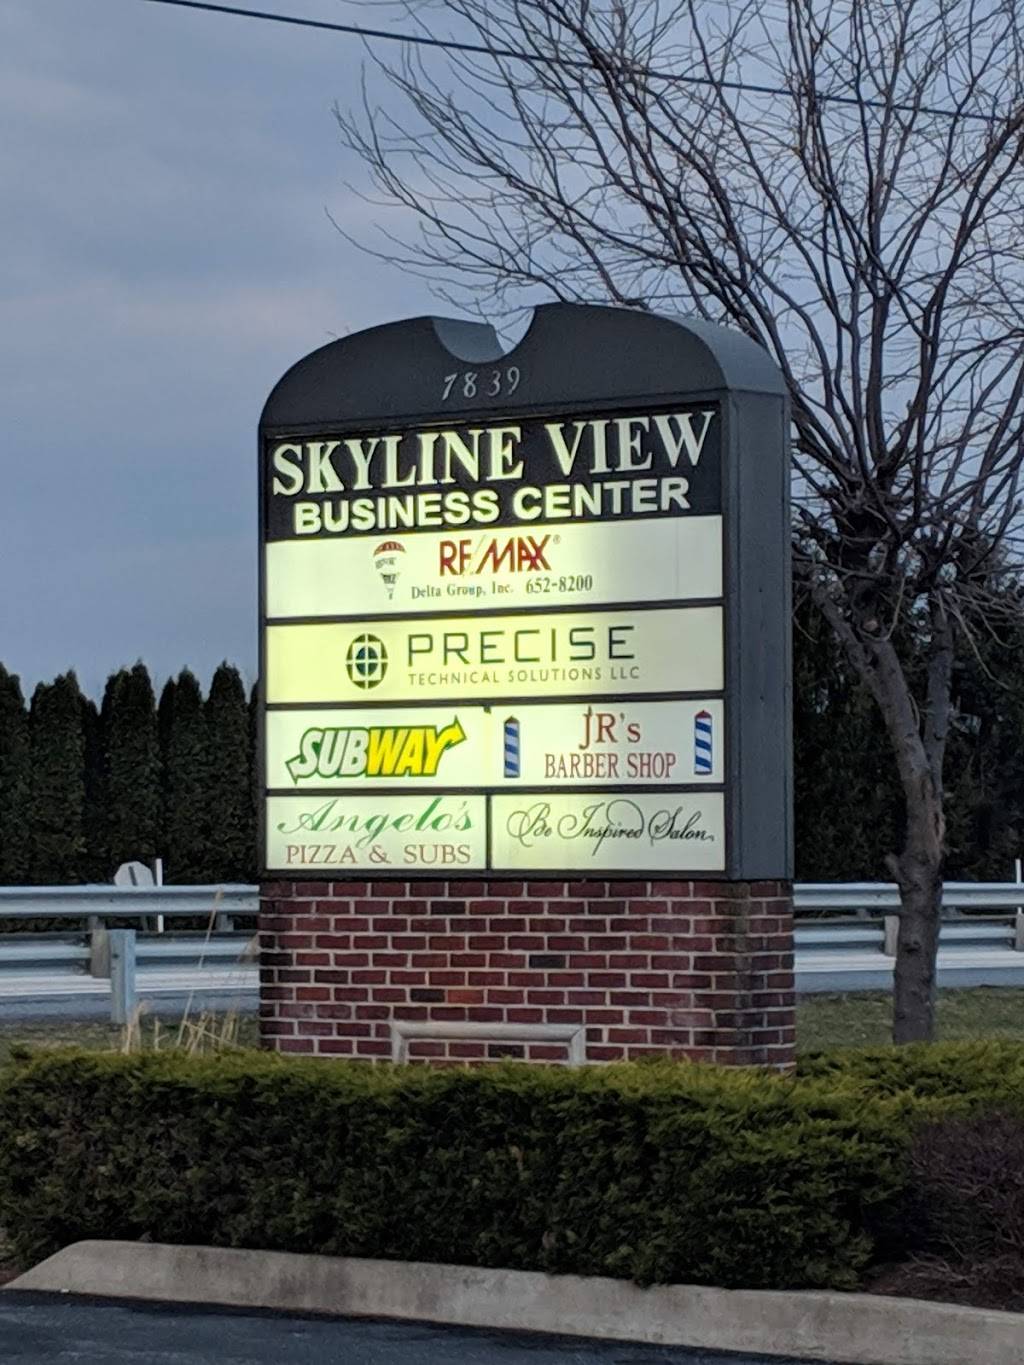 7839
SKYLINE VIEW
BUSINESS CENTER
RE/MAX®
Delta Group, Inc. 652-8200
PRECISE
TECHNICAL SOLUTIONS LLC
SUBWAY
JR's
BARBER SHOP
Angelo's
PIZZA & SUBS
Be Inspired Salon